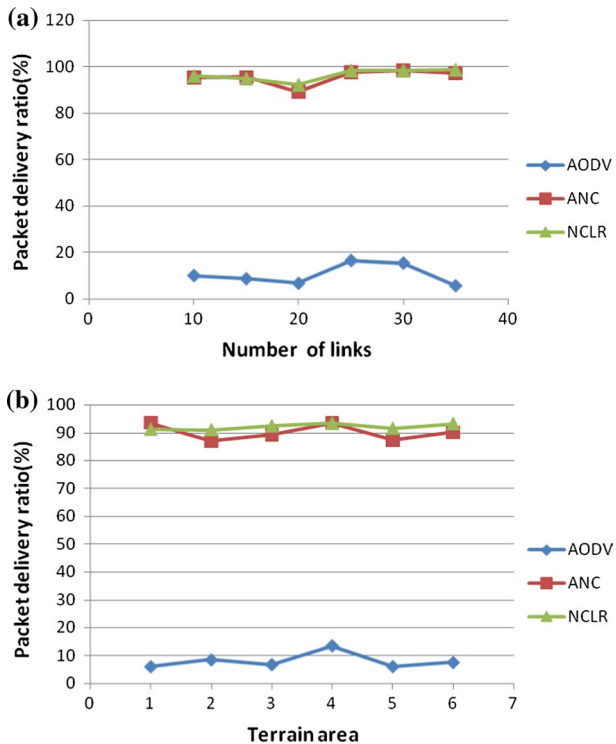 (a)
120
100
80
60
40
20
0
Packet delivery ratio(%)
0 10 20 30 40
Number of links
AODV
ANC
NCLR
(b)
100
90
80
70
60
50
40
30
20
10
0
Packet delivery ratio(%)
0 1 2 3 4 5 6 7
Terrain area
AODV
ANC
NCLR